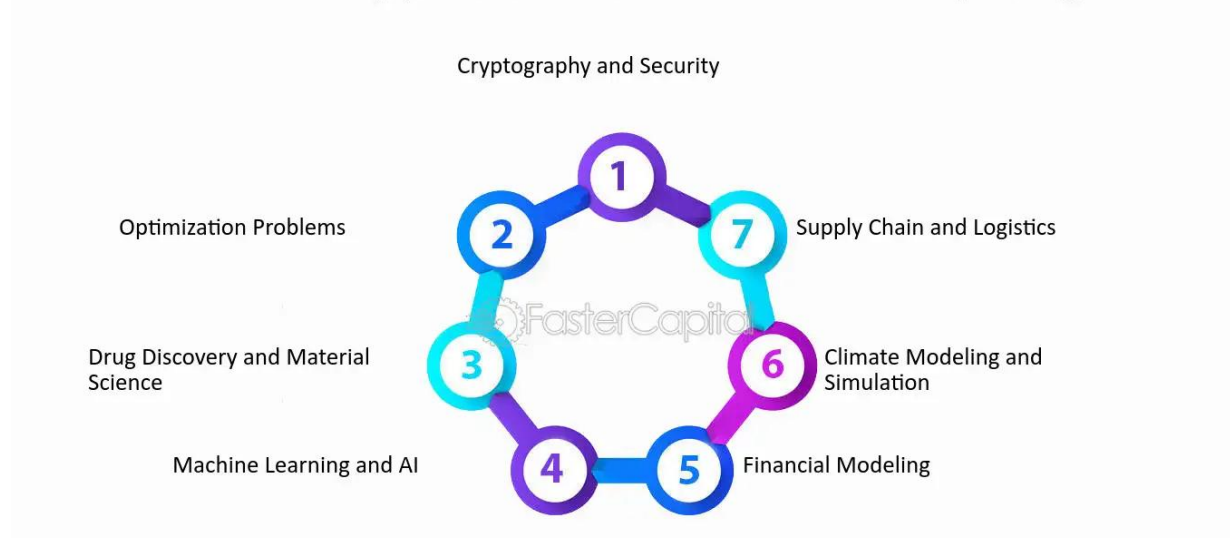 Cryptography and Security
1
Optimization Problems
2
7
Supply Chain and Logistics
FasterCapital
Drug Discovery and Material
Science
3
6
Climate Modeling and
Simulation
Machine Learning and AI
4
5
Financial Modeling